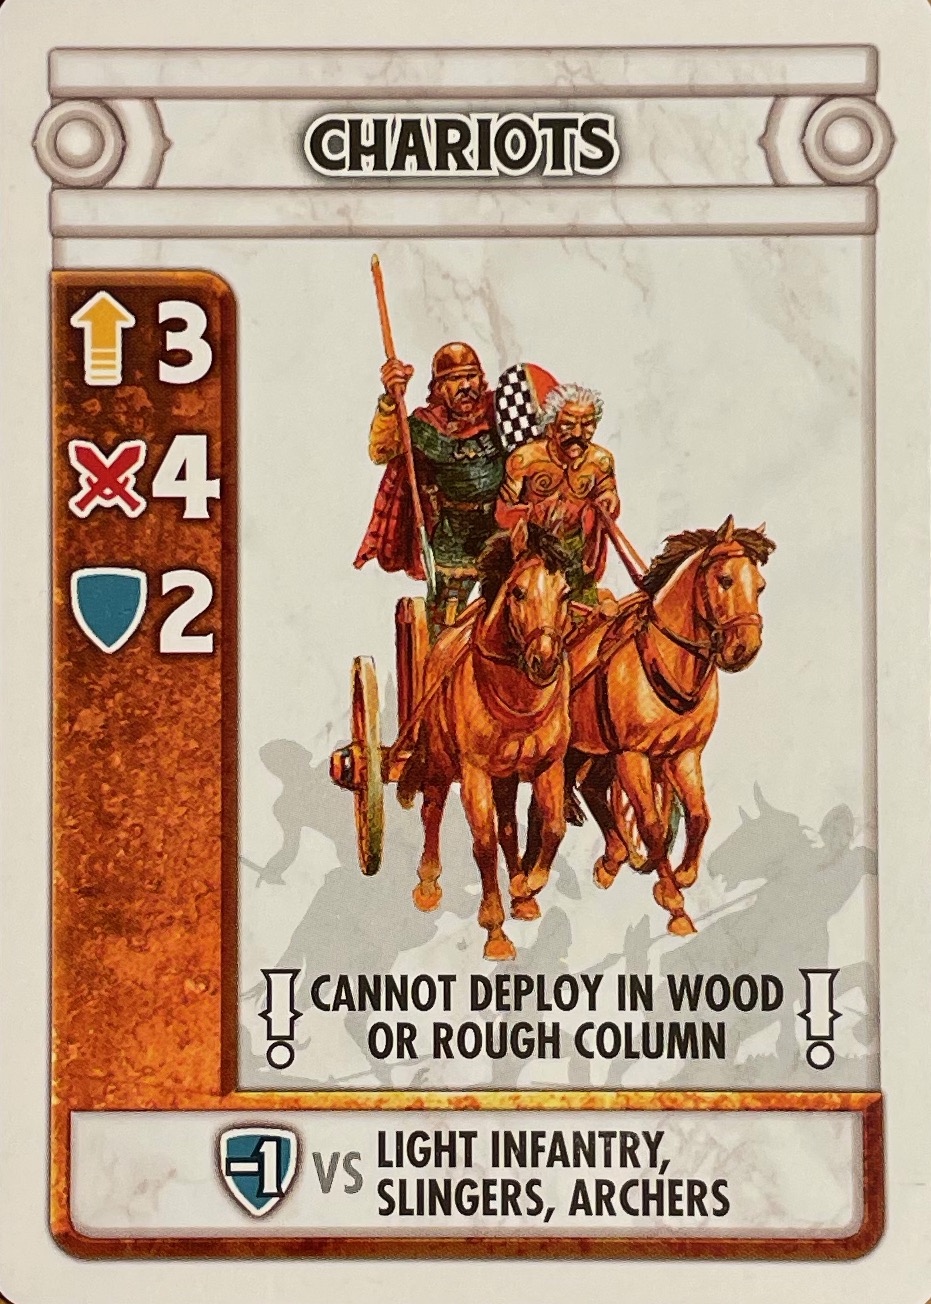 CHARIOTS
3
4
2
CANNOT DEPLOY IN WOOD
OR ROUGH COLUMN
-1 VS LIGHT INFANTRY,
SLINGERS, ARCHERS